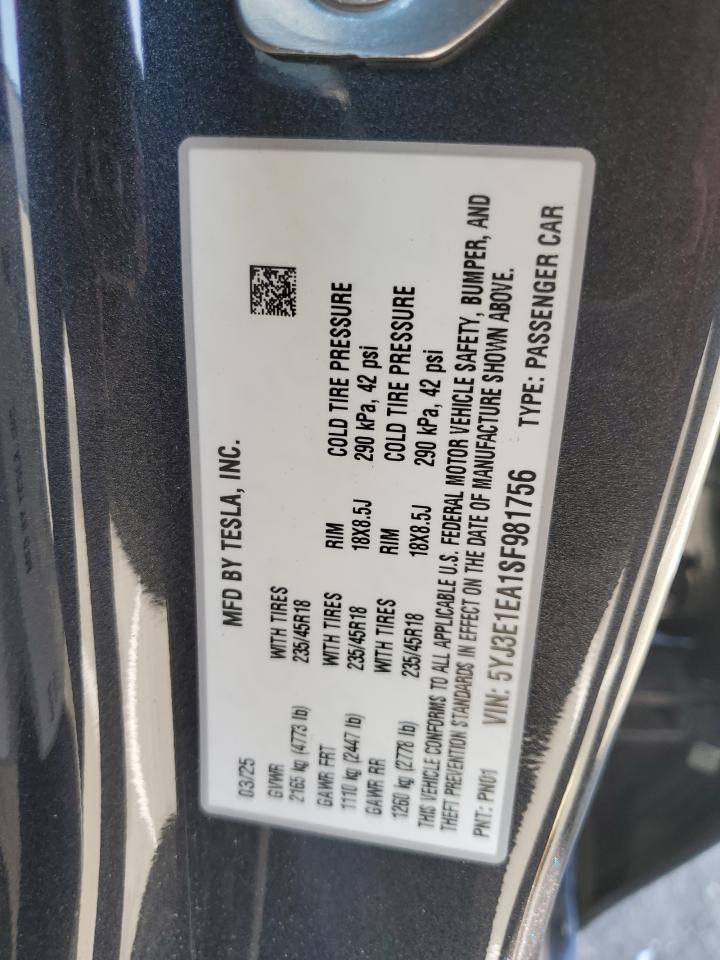 MFD BY TESLA, INC.
03/25
GVWR WITH TIRES RIM COLD TIRE PRESSURE
2165 kg (4773 lb) 235/45R18 18X8.5J 290 kPa, 42 psi
GAWR FRT WITH TIRES RIM COLD TIRE PRESSURE
1110 kg (2447 lb) 235/45R18 18X8.5J 290 kPa, 42 psi
GAWR RR WITH TIRES
1260 kg (2778 lb) 235/45R18
THIS VEHICLE CONFORMS TO ALL APPLICABLE U.S. FEDERAL MOTOR VEHICLE SAFETY, BUMPER, AND
THEFT PREVENTION STANDARDS IN EFFECT ON THE DATE OF MANUFACTURE SHOWN ABOVE.
PNT: PN01 VIN: 5YJ3E1EA1SF981756 TYPE: PASSENGER CAR